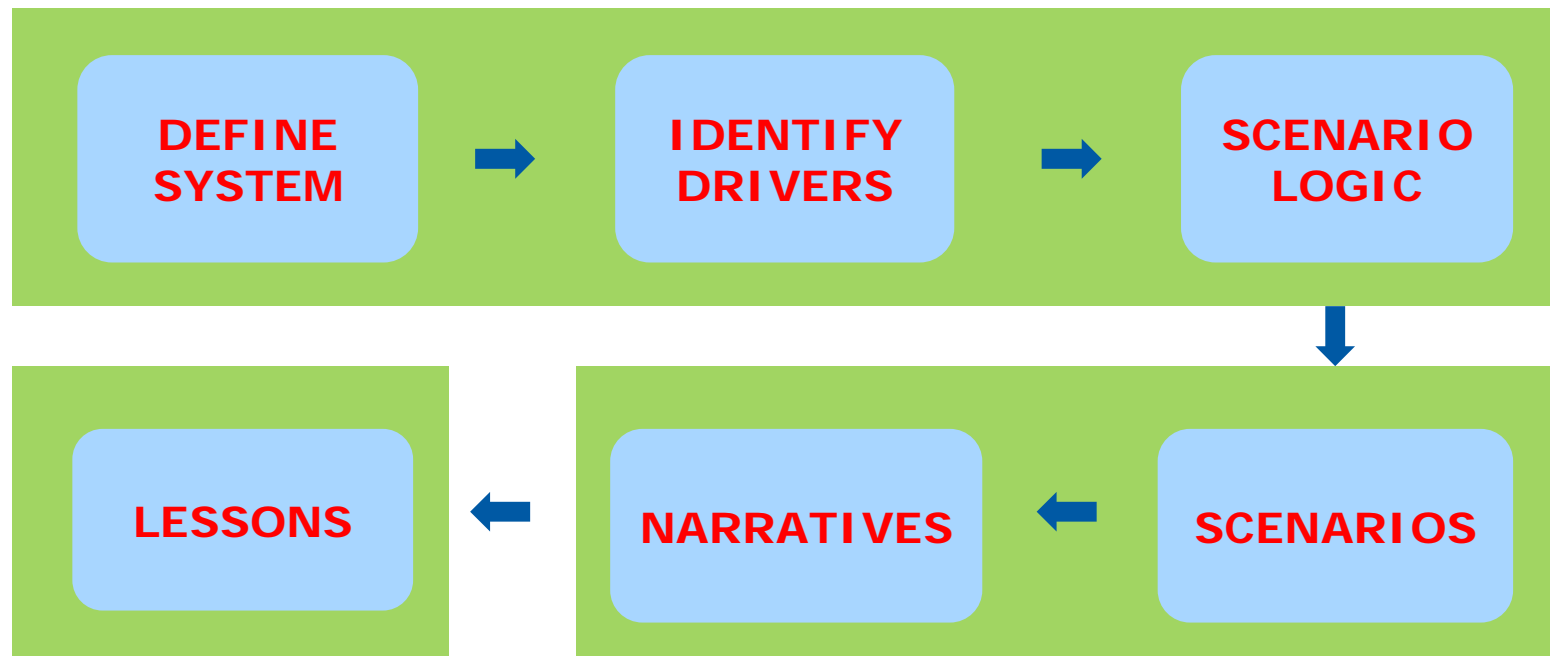 DEFINE
SYSTEM
IDENTIFY
DRIVERS
SCENARIO
LOGIC
LESSONS
NARRATIVES
SCENARIOS